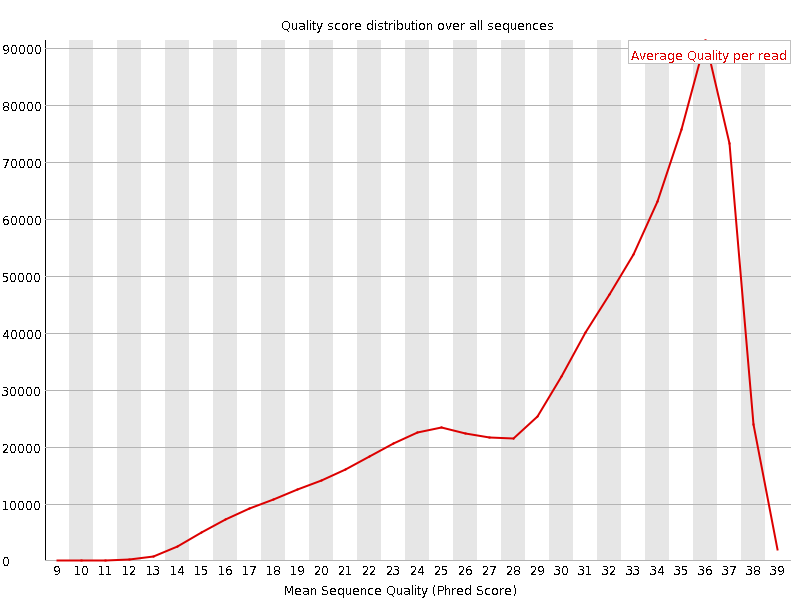 Quality score distribution over all sequences
Average Quality per read
90000
80000
70000
60000
50000
40000
30000
20000
10000
0
9 10 11 12 13 14 15 16 17 18 19 20 21 22 23 24 25 26 27 28 29 30 31 32 33 34 35 36 37 38 39
Mean Sequence Quality (Phred Score)